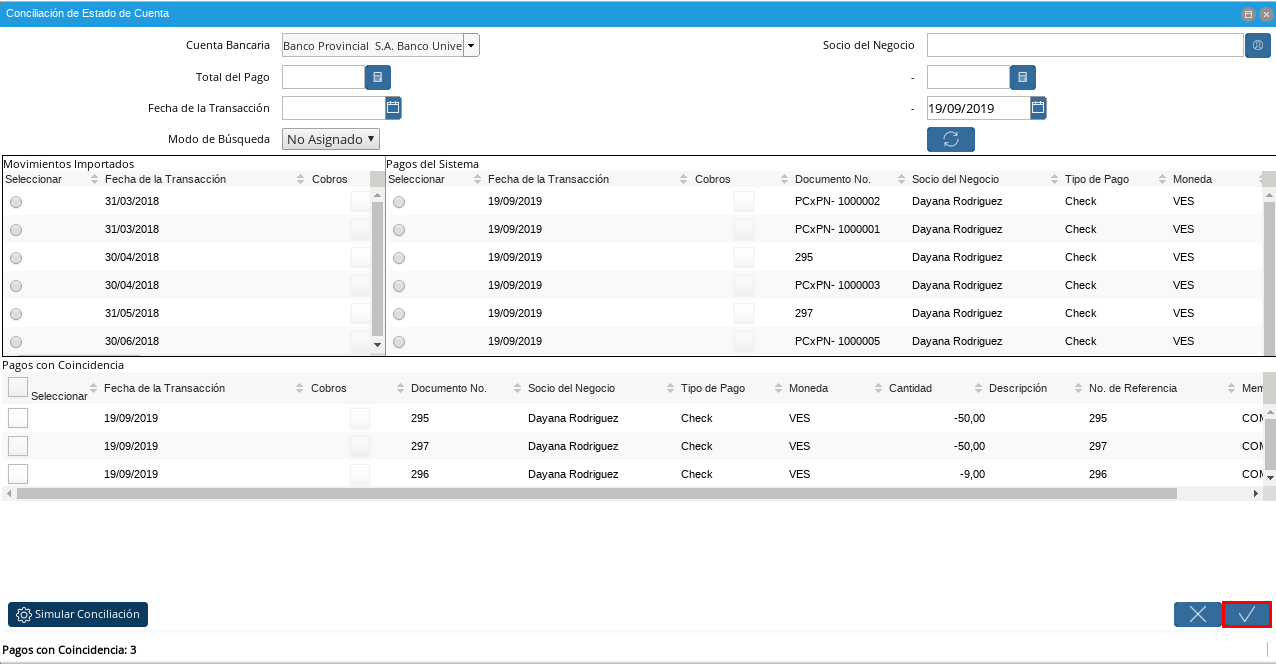 Conciliación de Estado de Cuenta
Cuenta Bancaria Banco Provincial S.A. Banco Unive Socio del Negocio
Total del Pago -
Fecha de la Transacción - 19/09/2019
Modo de Búsqueda No Asignado
Movimientos Importados Pagos del Sistema
Seleccionar Fecha de la Transacción Cobros Seleccionar Fecha de la Transacción Cobros Documento No. Socio del Negocio Tipo de Pago Moneda
31/03/2018 19/09/2019 PCxPN- 1000002 Dayana Rodriguez Check VES
31/03/2018 19/09/2019 PCxPN- 1000001 Dayana Rodriguez Check VES
30/04/2018 19/09/2019 295 Dayana Rodriguez Check VES
30/04/2018 19/09/2019 PCxPN- 1000003 Dayana Rodriguez Check VES
31/05/2018 19/09/2019 297 Dayana Rodriguez Check VES
30/06/2018 19/09/2019 PCxPN- 1000005 Dayana Rodriguez Check VES
Pagos con Coincidencia
Seleccionar Fecha de la Transacción Cobros Documento No. Socio del Negocio Tipo de Pago Moneda Cantidad Descripción No. de Referencia Mem
19/09/2019 295 Dayana Rodriguez Check VES -50,00 295 COM
19/09/2019 297 Dayana Rodriguez Check VES -50,00 297 COM
19/09/2019 296 Dayana Rodriguez Check VES -9,00 296 COM
Simular Conciliación
Pagos con Coincidencia: 3